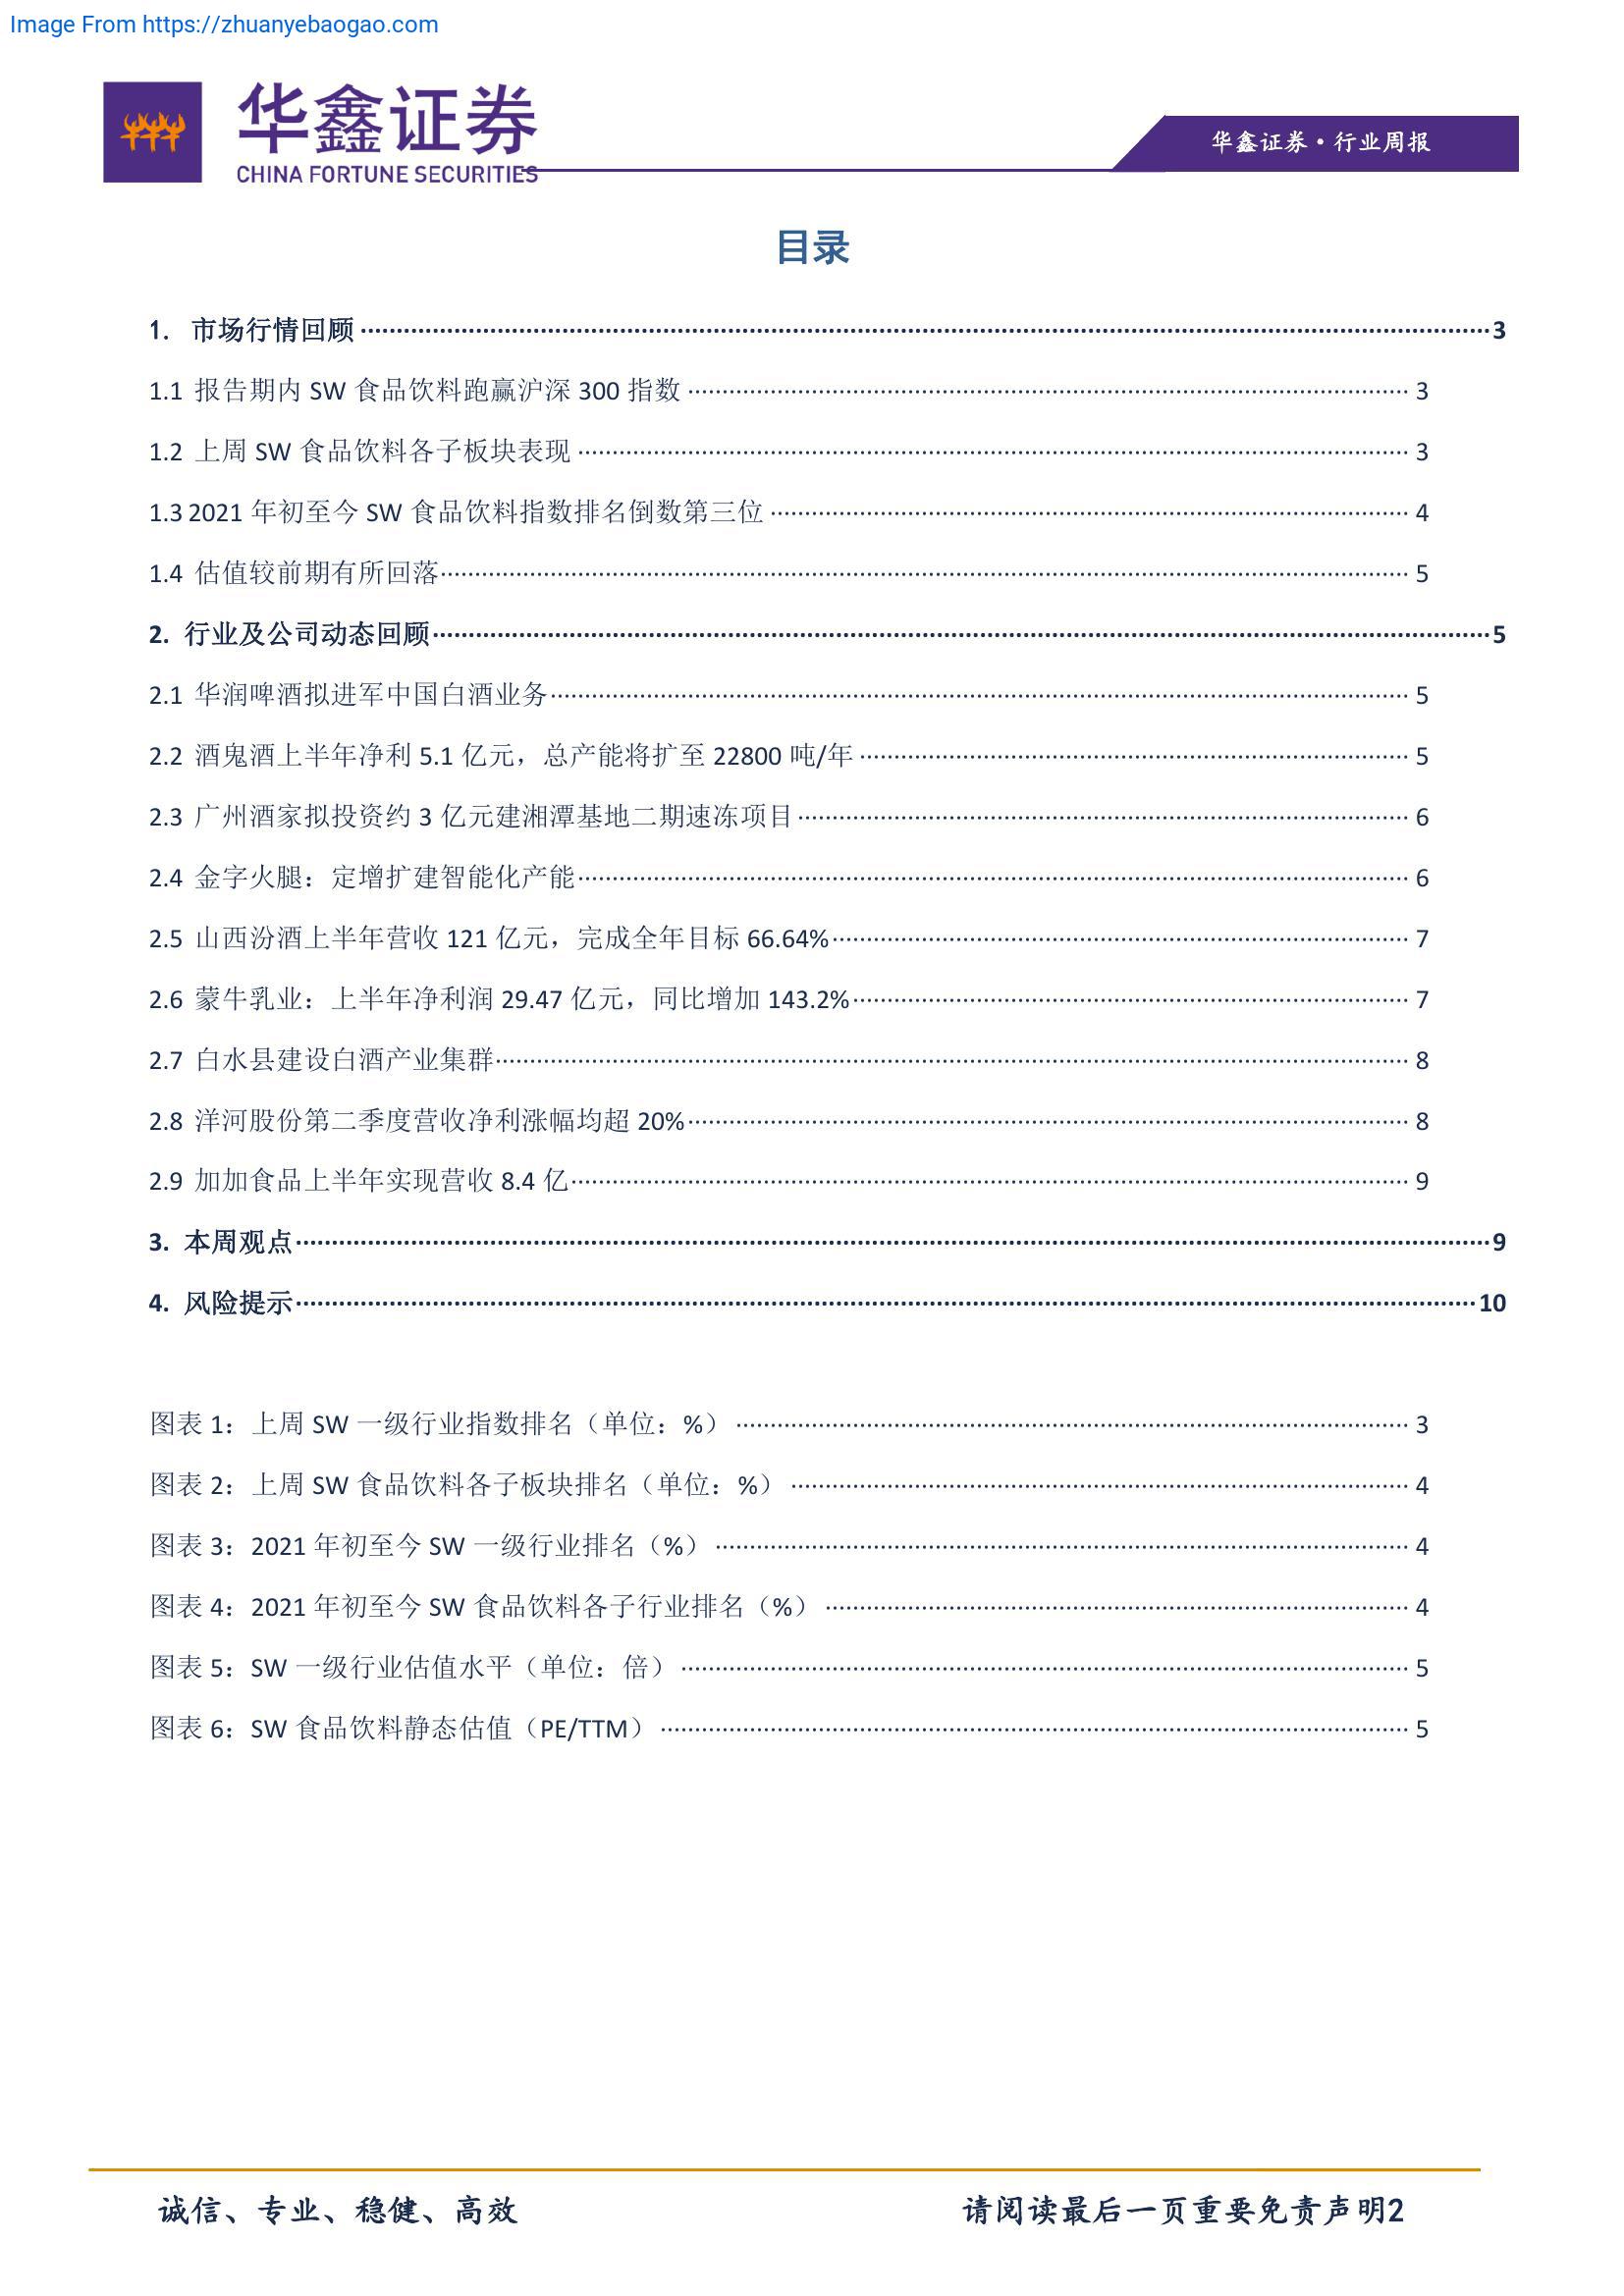 Image From https://zhuanyebaogao.com
华鑫证券
CHINA FORTUNE SECURITIES
华鑫证券·行业周报
目录
1. 市场行情回顾 3
1.1 报告期内 SW 食品饮料跑赢沪深 300 指数 3
1.2 上周 SW 食品饮料各子板块表现 3
1.3 2021 年初至今 SW 食品饮料指数排名倒数第三位 4
1.4 估值较前期有所回落 5
2. 行业及公司动态回顾 5
2.1 华润啤酒拟进军中国白酒业务 5
2.2 酒鬼酒上半年净利 5.1 亿元，总产能将扩至 22800 吨/年 5
2.3 广州酒家拟投资约 3 亿元建湘潭基地二期速冻项目 6
2.4 金字火腿：定增扩建智能化产能 6
2.5 山西汾酒上半年营收 121 亿元，完成全年目标 66.64% 7
2.6 蒙牛乳业：上半年净利润 29.47 亿元，同比增加 143.2% 7
2.7 白水县建设白酒产业集群 8
2.8 洋河股份第二季度营收净利涨幅均超 20% 8
2.9 加加食品上半年实现营收 8.4 亿 9
3. 本周观点 9
4. 风险提示 10
图表 1：上周 SW 一级行业指数排名（单位：%） 3
图表 2：上周 SW 食品饮料各子板块排名（单位：%） 4
图表 3：2021 年初至今 SW 一级行业排名（%） 4
图表 4：2021 年初至今 SW 食品饮料各子行业排名（%） 4
图表 5：SW 一级行业估值水平（单位：倍） 5
图表 6：SW 食品饮料静态估值（PE/TTM） 5
诚信、专业、稳健、高效
请阅读最后一页重要免责声明2